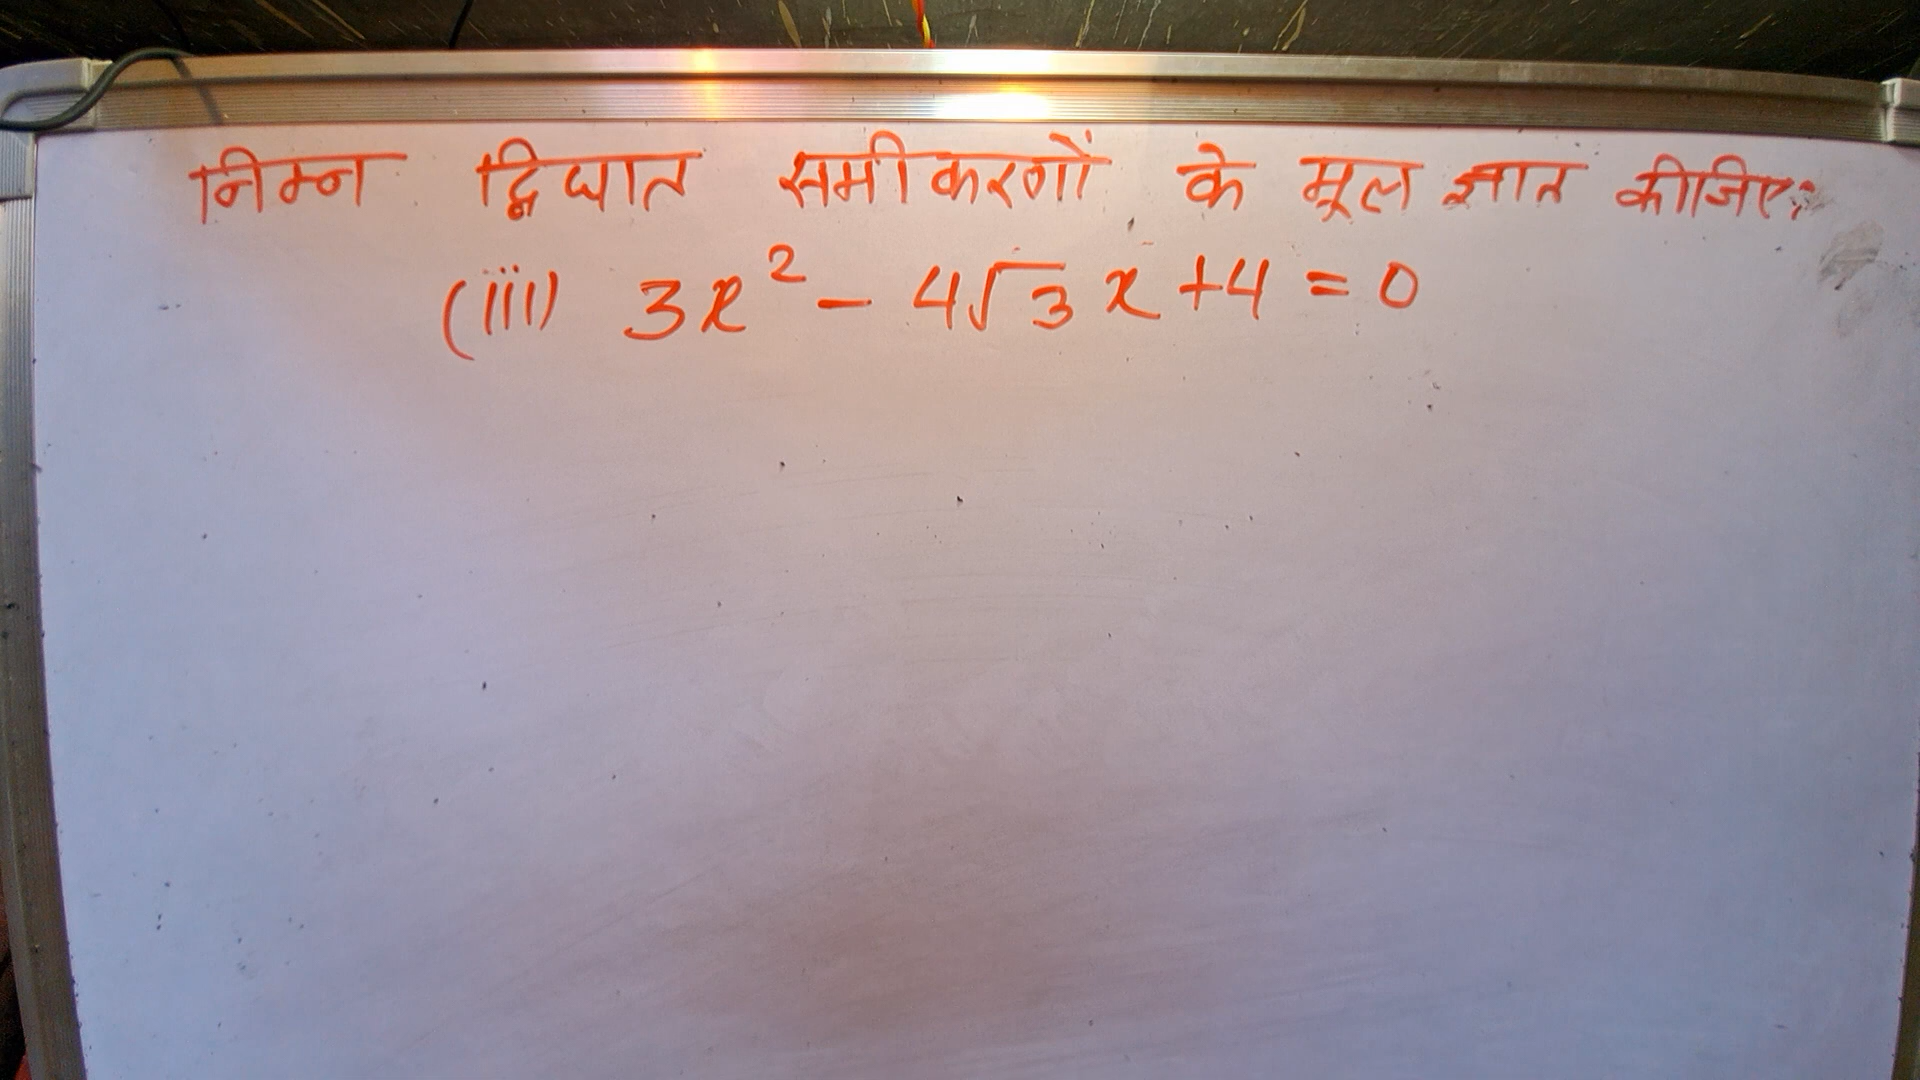 निम्न द्विघात समीकरणों के मूल ज्ञात कीजिए:
(iii) 3x² - 4√3 x + 4 = 0